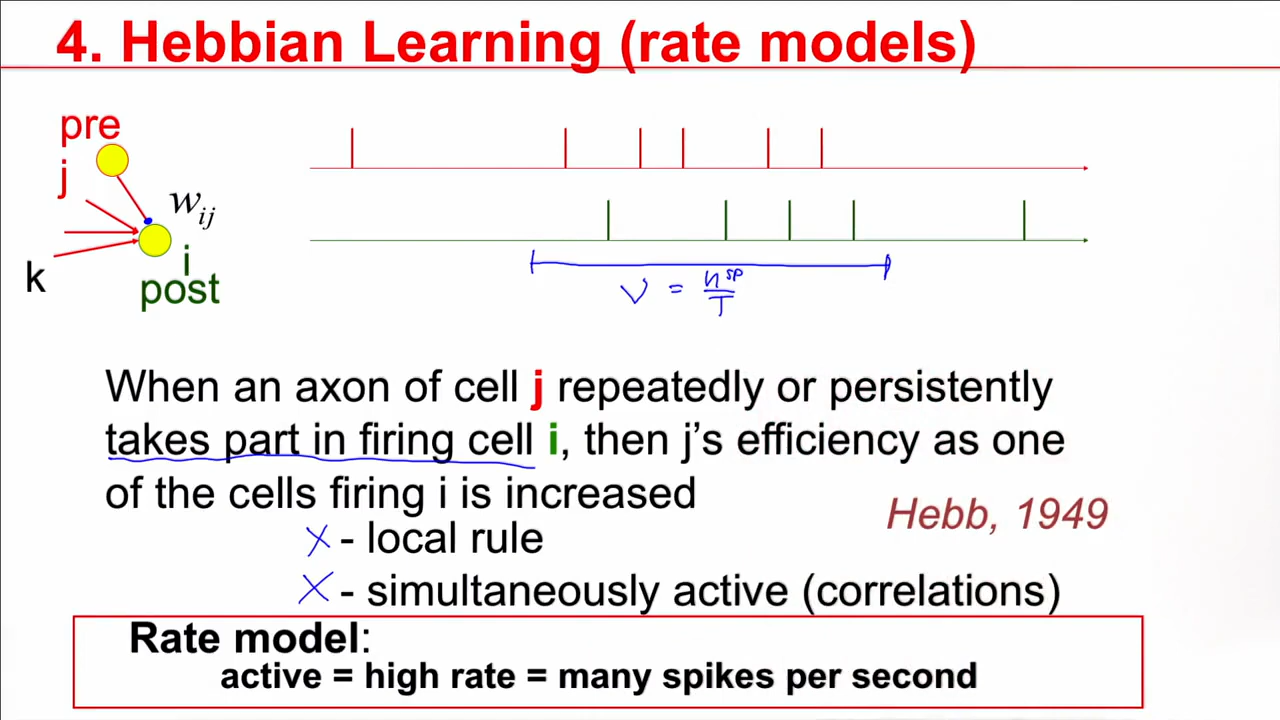 4. Hebbian Learning (rate models)
pre
j
w_ij
k
i
post
ν = n^sp/T
When an axon of cell j repeatedly or persistently
takes part in firing cell i, then j’s efficiency as one
of the cells firing i is increased
Hebb, 1949
x - local rule
x - simultaneously active (correlations)
Rate model:
active = high rate = many spikes per second